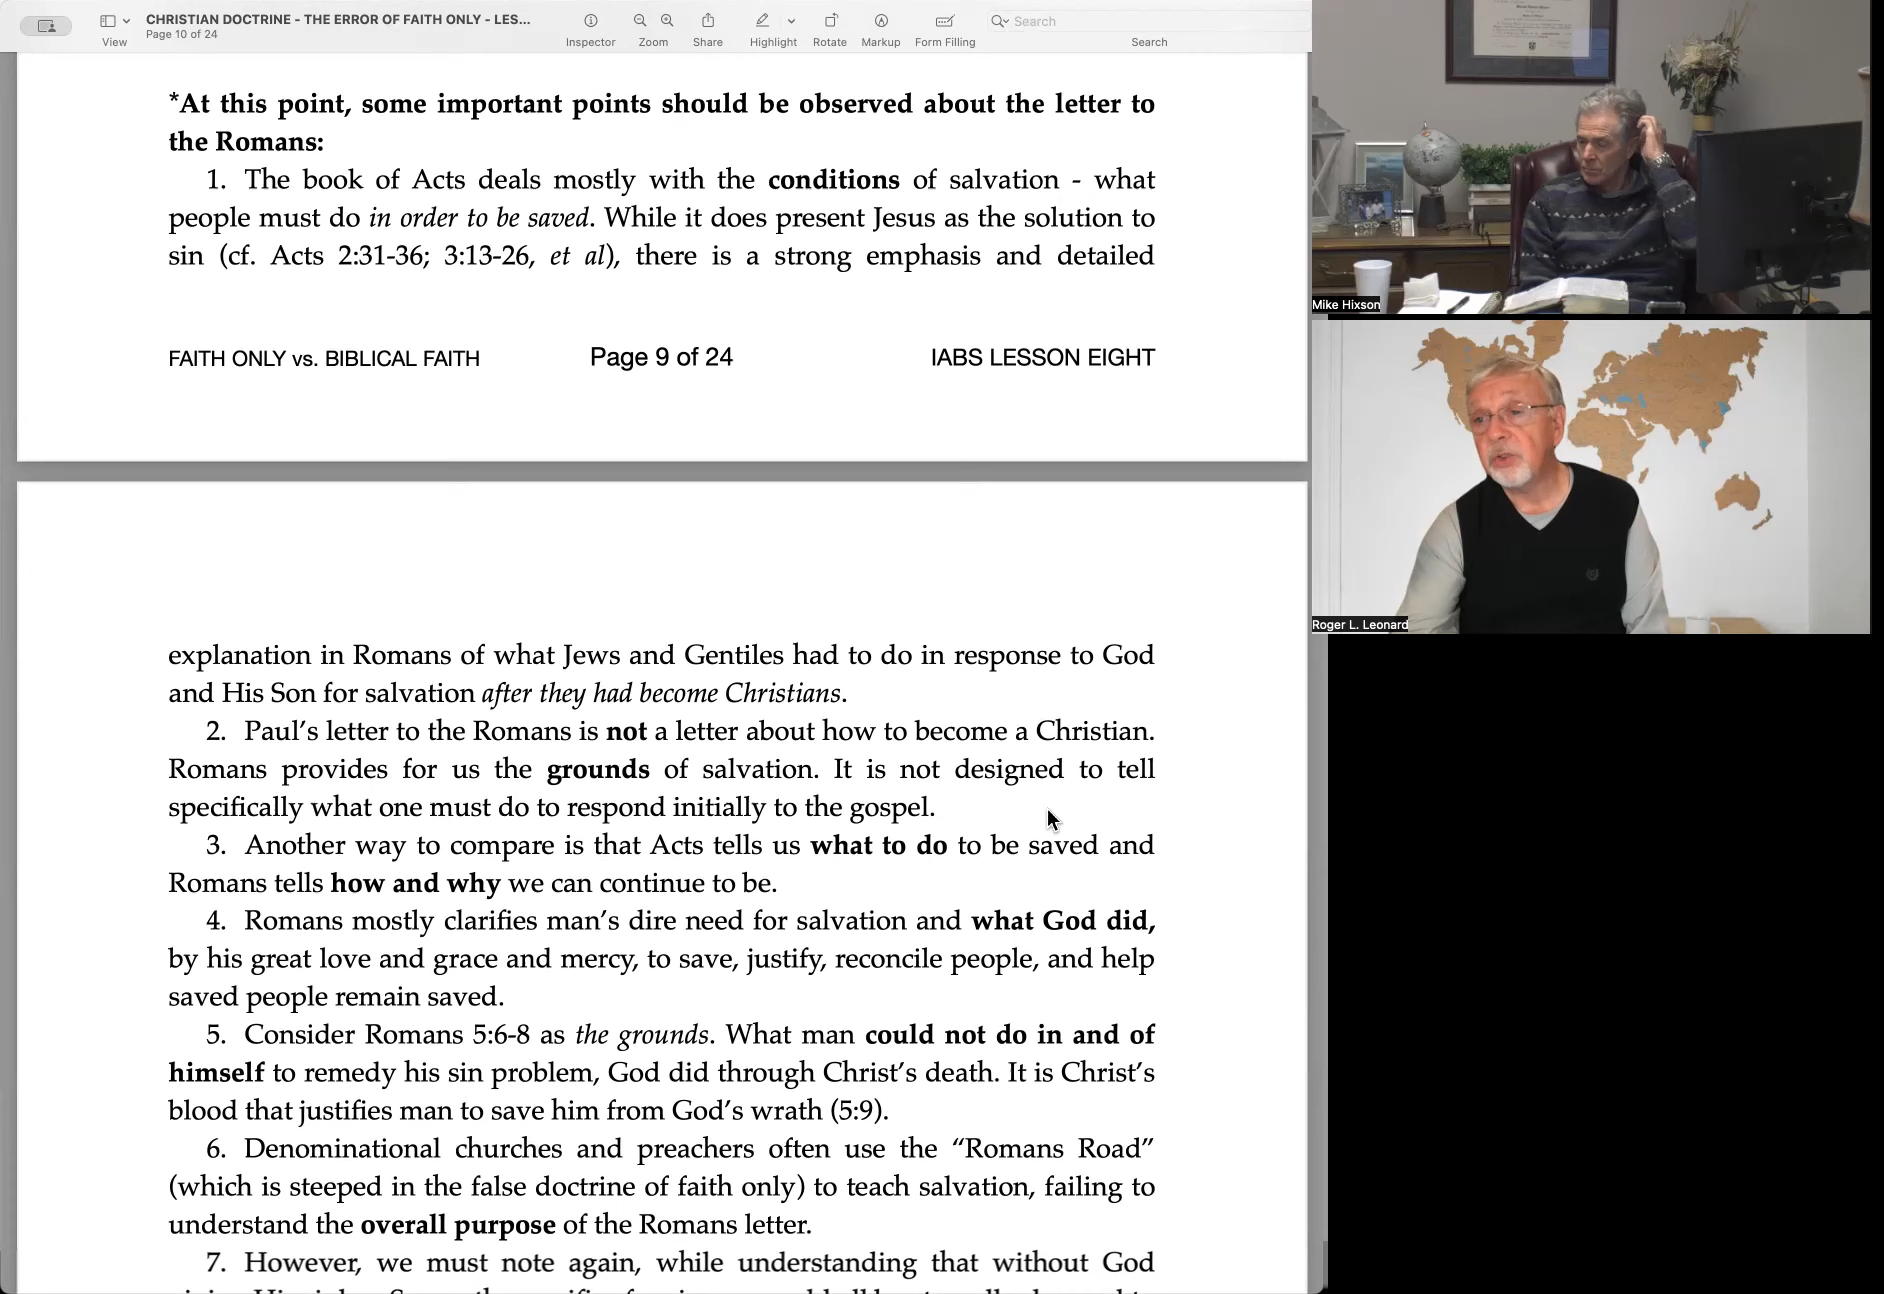 CHRISTIAN DOCTRINE - THE ERROR OF FAITH ONLY - LES...
Page 10 of 24
View
Inspector
Zoom
Share
Highlight
Rotate
Markup
Form Filling
Search
Search
*At this point, some important points should be observed about the letter to
the Romans:
1. The book of Acts deals mostly with the conditions of salvation - what
people must do in order to be saved. While it does present Jesus as the solution to
sin (cf. Acts 2:31-36; 3:13-26, et al), there is a strong emphasis and detailed
FAITH ONLY vs. BIBLICAL FAITH Page 9 of 24 IABS LESSON EIGHT
explanation in Romans of what Jews and Gentiles had to do in response to God
and His Son for salvation after they had become Christians.
2. Paul’s letter to the Romans is not a letter about how to become a Christian.
Romans provides for us the grounds of salvation. It is not designed to tell
specifically what one must do to respond initially to the gospel.
3. Another way to compare is that Acts tells us what to do to be saved and
Romans tells how and why we can continue to be.
4. Romans mostly clarifies man’s dire need for salvation and what God did,
by his great love and grace and mercy, to save, justify, reconcile people, and help
saved people remain saved.
5. Consider Romans 5:6-8 as the grounds. What man could not do in and of
himself to remedy his sin problem, God did through Christ’s death. It is Christ’s
blood that justifies man to save him from God’s wrath (5:9).
6. Denominational churches and preachers often use the “Romans Road”
(which is steeped in the false doctrine of faith only) to teach salvation, failing to
understand the overall purpose of the Romans letter.
7. However, we must note again, while understanding that without God
Mike Hixson
Roger L. Leonard